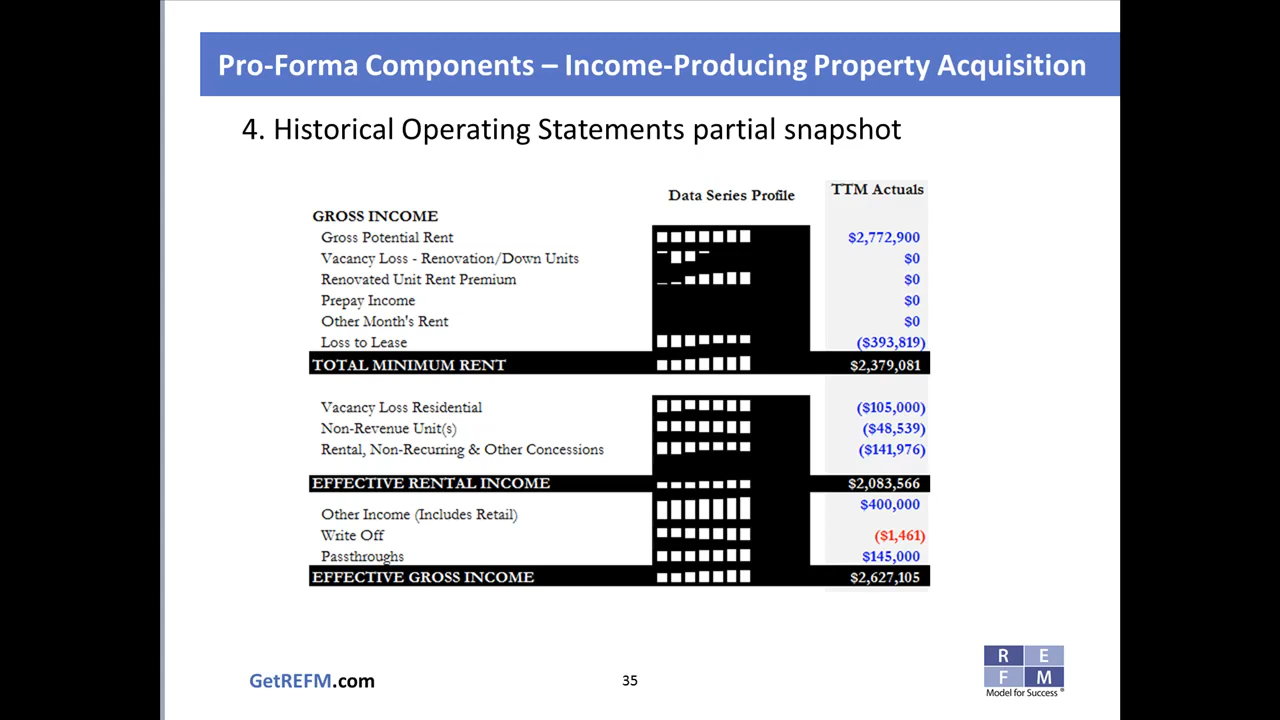 Pro-Forma Components – Income-Producing Property Acquisition
4. Historical Operating Statements partial snapshot
Data Series Profile TTM Actuals
GROSS INCOME
Gross Potential Rent $2,772,900
Vacancy Loss - Renovation/Down Units $0
Renovated Unit Rent Premium $0
Prepay Income $0
Other Month's Rent $0
Loss to Lease ($393,819)
TOTAL MINIMUM RENT $2,379,081
Vacancy Loss Residential ($105,000)
Non-Revenue Unit(s) ($48,539)
Rental, Non-Recurring & Other Concessions ($141,976)
EFFECTIVE RENTAL INCOME $2,083,566
Other Income (Includes Retail) $400,000
Write Off ($1,461)
Passthroughs $145,000
EFFECTIVE GROSS INCOME $2,627,105
GetREFM.com
35
R E
F M
Model for Success ®